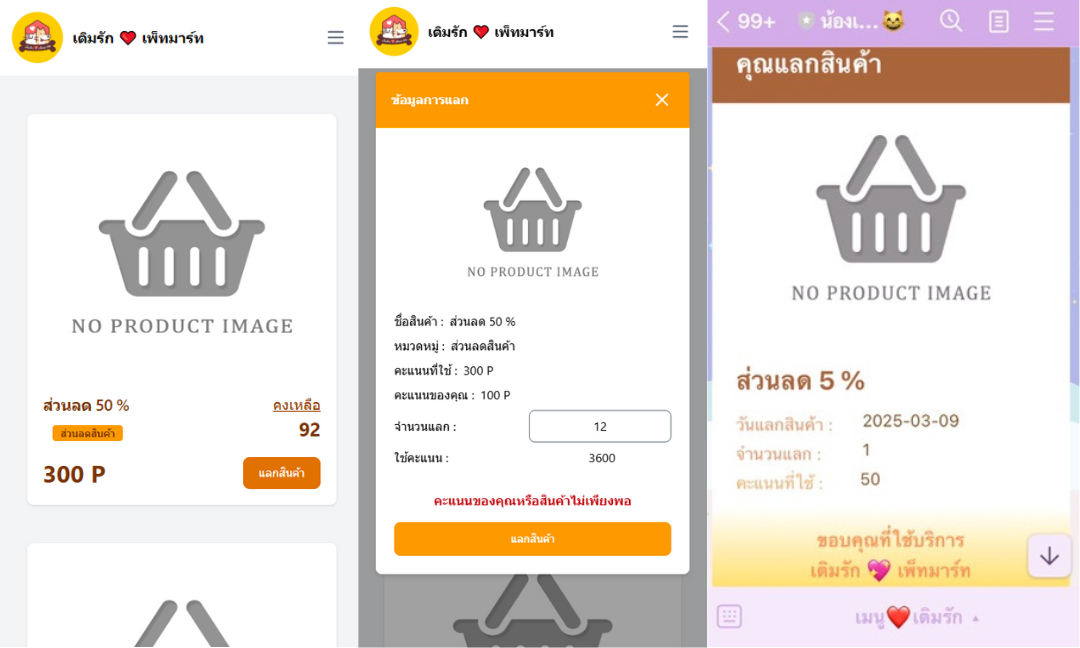 เติมรัก ❤️ เพ็ทมาร์ท
NO PRODUCT IMAGE
ส่วนลด 50 %
คงเหลือ
ส่วนลดสินค้า
92
300 P
แลกสินค้า
เติมรัก ❤️ เพ็ทมาร์ท
ข้อมูลการแลก
NO PRODUCT IMAGE
ชื่อสินค้า : ส่วนลด 50 %
หมวดหมู่ : ส่วนลดสินค้า
คะแนนที่ใช้ : 300 P
คะแนนของคุณ : 100 P
จำนวนแลก : 12
ใช้คะแนน : 3600
คะแนนของคุณหรือสินค้าไม่เพียงพอ
แลกสินค้า
99+ น้องเ... 😺
คุณแลกสินค้า
NO PRODUCT IMAGE
ส่วนลด 5 %
วันแลกสินค้า : 2025-03-09
จำนวนแลก : 1
คะแนนที่ใช้ : 50
ขอบคุณที่ใช้บริการ
เติมรัก 💖 เพ็ทมาร์ท
เมนู❤️เติมรัก ▴